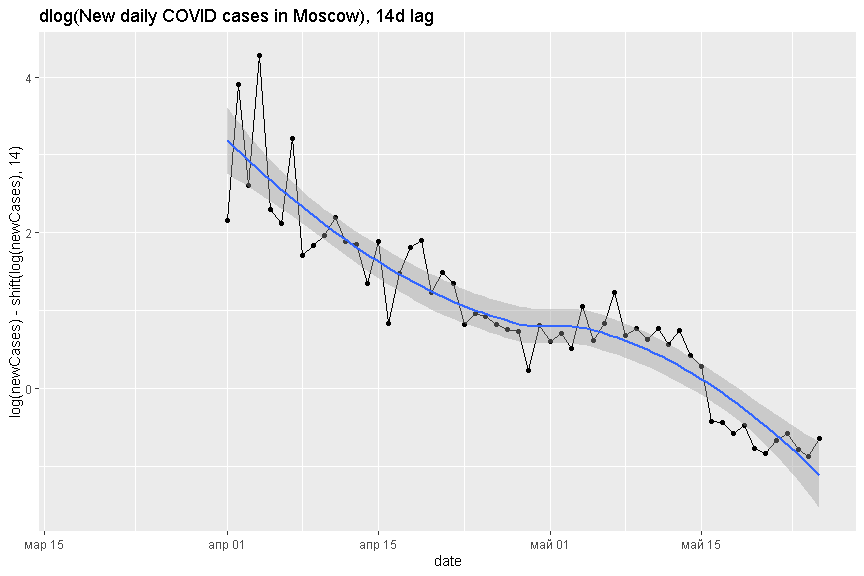 dlog(New daily COVID cases in Moscow), 14d lag
log(newCases) - shift(log(newCases), 14)
4
2
0
мар 15
апр 01
апр 15
май 01
май 15
date